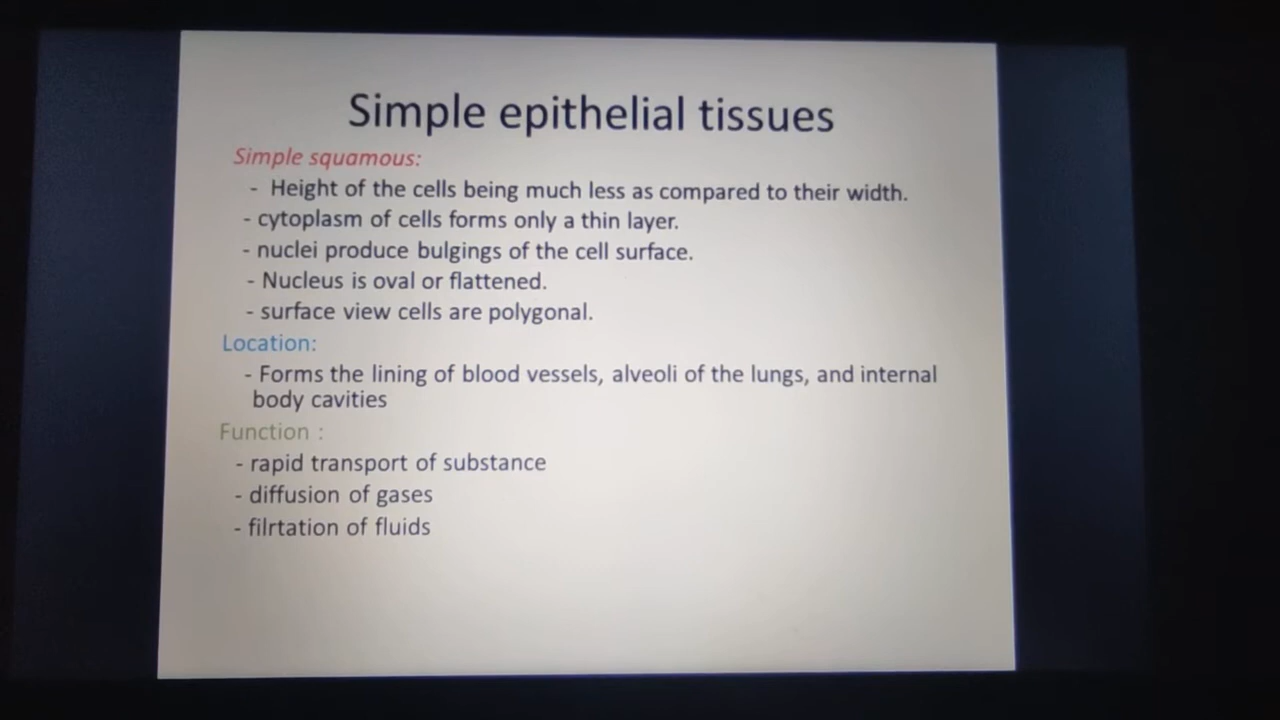 Simple epithelial tissues
Simple squamous:
- Height of the cells being much less as compared to their width.
- cytoplasm of cells forms only a thin layer.
- nuclei produce bulgings of the cell surface.
- Nucleus is oval or flattened.
- surface view cells are polygonal.
Location:
- Forms the lining of blood vessels, alveoli of the lungs, and internal
body cavities
Function :
- rapid transport of substance
- diffusion of gases
- filrtation of fluids